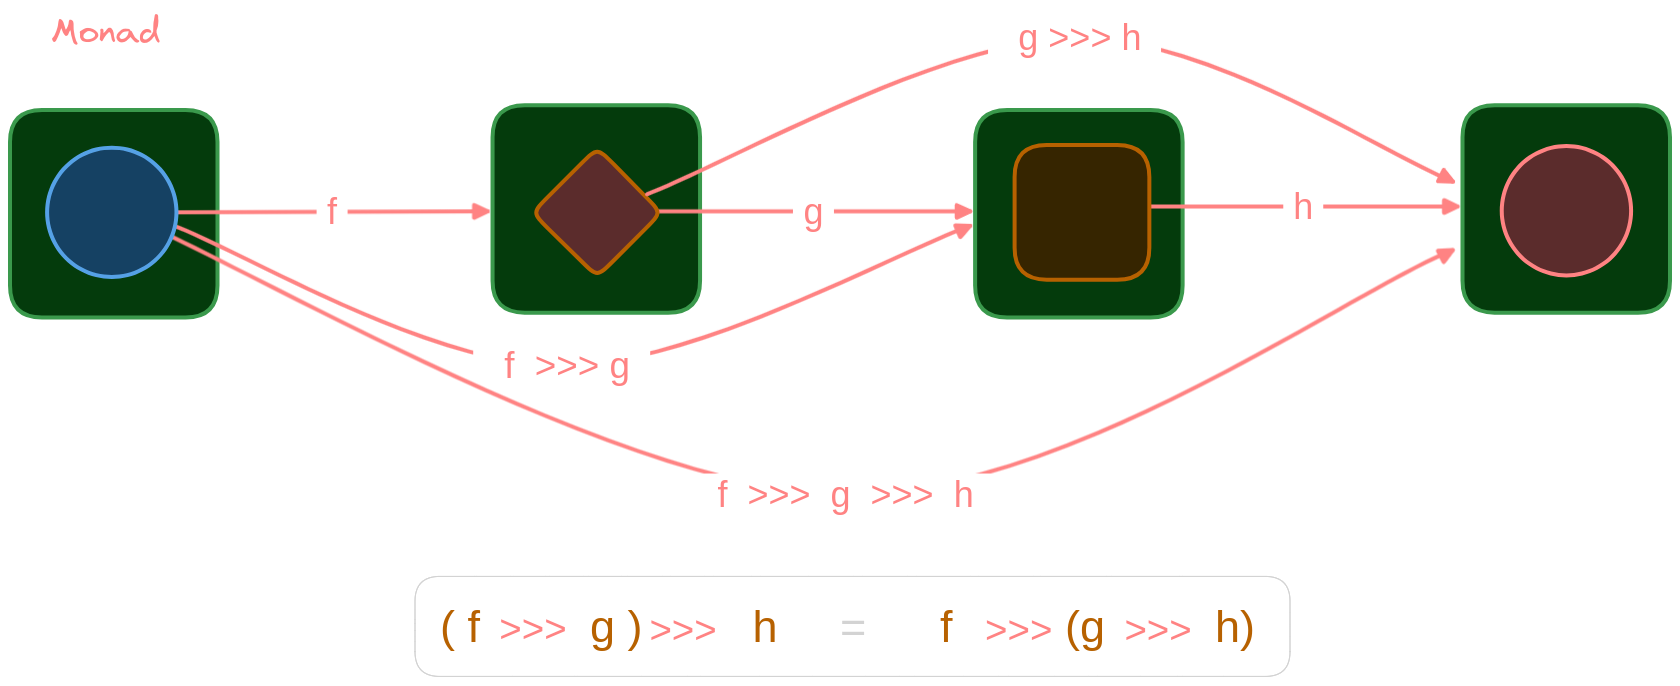 Monad
g >>> h
f
g
h
f >>> g
f >>> g >>> h
( f >>> g ) >>> h = f >>> (g >>> h)